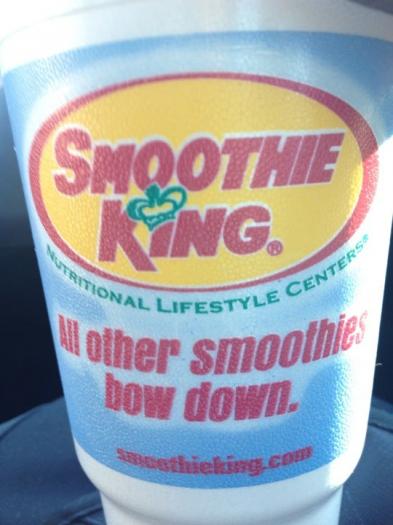 SMOOTHIE
KING®
NUTRITIONAL LIFESTYLE CENTERS®
All other smoothies
bow down.
smoothieking.com